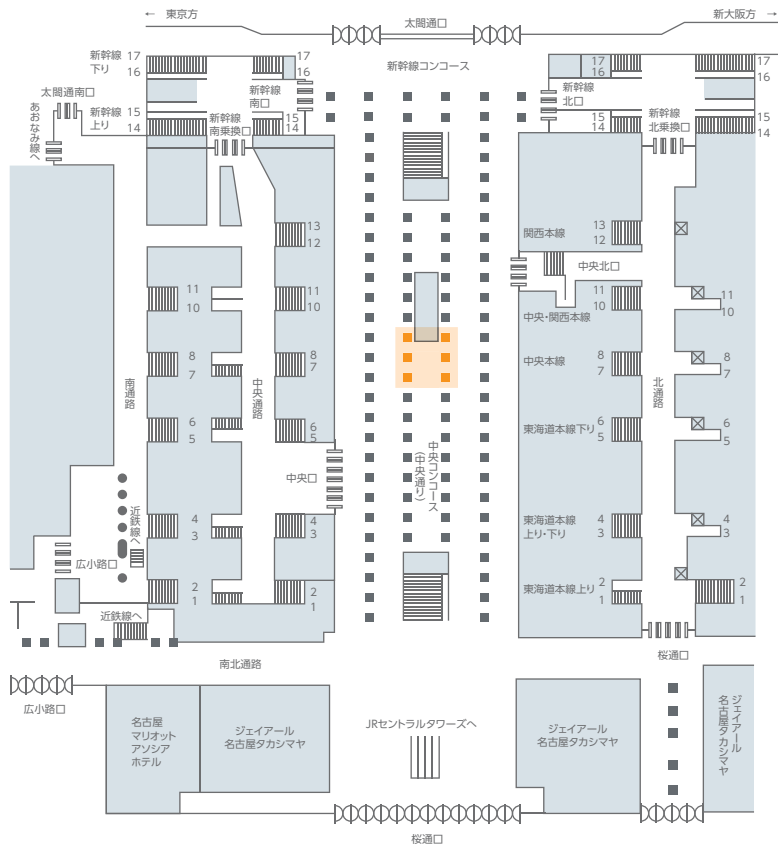 ← 東京方
太閤通口
新大阪方 →
新幹線
下り
17
16
17
16
新幹線コンコース
17
16
17
16
太閤通南口
新幹線
南口
新幹線
北口
あおなみ線へ
新幹線
上り
15
14
15
14
新幹線
南乗換口
15
14
新幹線
北乗換口
15
14
13
12
関西本線
13
12
中央北口
11
10
11
10
中央・関西本線
11
10
11
10
8
7
8
7
中央本線
8
7
8
7
南通路
中央通路
北通路
6
5
6
5
東海道本線下り
6
5
6
5
中央コンコース
(中央通り)
中央口
近鉄線へ
4
3
4
3
東海道本線
上り・下り
4
3
4
3
広小路口
2
1
2
1
東海道本線上り
2
1
2
1
近鉄線へ
南北通路
桜通口
広小路口
名古屋
マリオット
アソシア
ホテル
ジェイアール
名古屋タカシマヤ
JRセントラルタワーズへ
ジェイアール
名古屋タカシマヤ
ジェイアール
名古屋タカシマヤ
桜通口